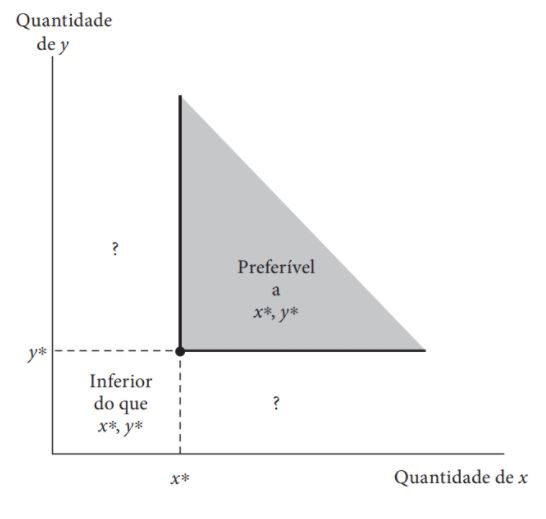 Quantidade
de y
?
Preferível
a
x*, y*
y*
Inferior
do que
x*, y*
?
x*
Quantidade de x